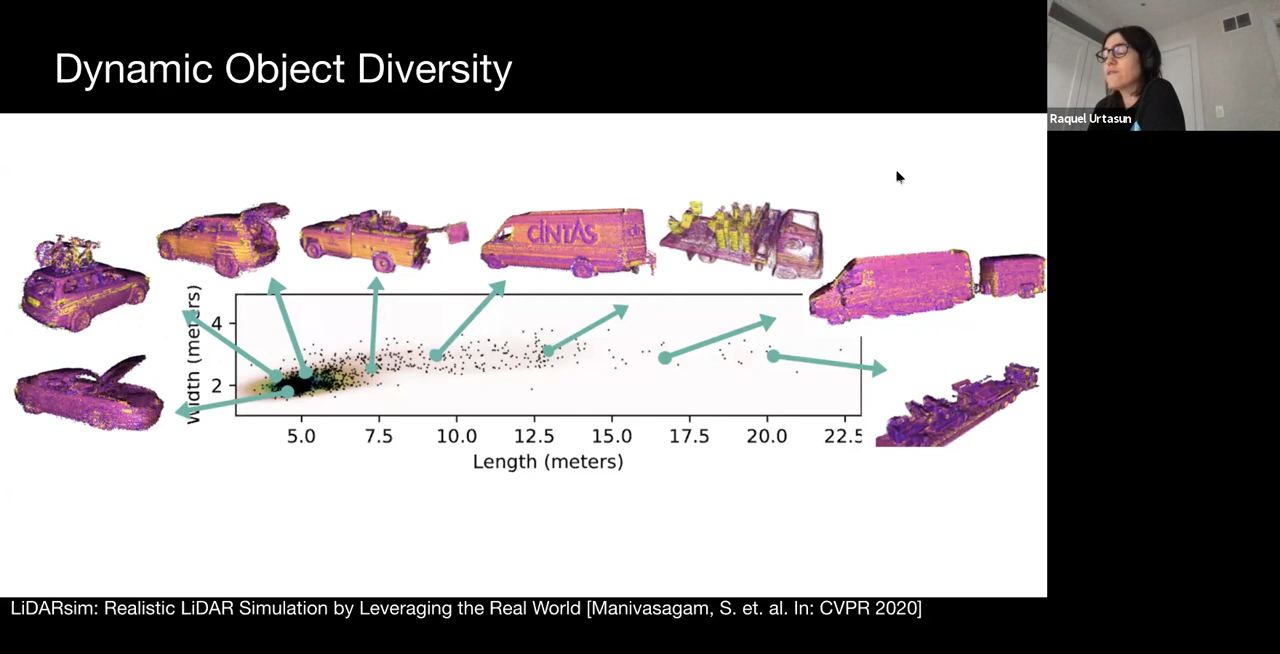 Dynamic Object Diversity
Raquel Urtasun
CINTAS
Width (meters)
4
2
5.0 7.5 10.0 12.5 15.0 17.5 20.0 22.5
Length (meters)
LiDARsim: Realistic LiDAR Simulation by Leveraging the Real World [Manivasagam, S. et. al. In: CVPR 2020]